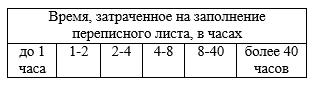 Время, затраченное на заполнение
переписного листа, в часах
до 1 часа
1-2
2-4
4-8
8-40
более 40 часов